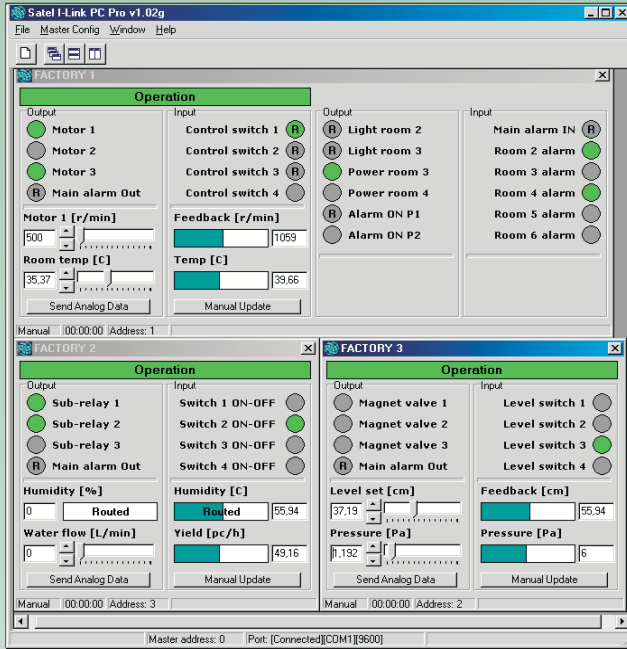 Satel I-Link PC Pro v1.02g
File Master Config Window Help
FACTORY 1
Operation
Output
Motor 1
Motor 2
Motor 3
R Main alarm Out
Motor 1 [r/min]
500
Room temp [C]
35,37
Send Analog Data
Input
Control switch 1 R
Control switch 2 R
Control switch 3 R
Control switch 4
Feedback [r/min]
1059
Temp [C]
39,66
Manual Update
Output
R Light room 2
R Light room 3
Power room 3
Power room 4
R Alarm ON P1
Alarm ON P2
Input
Main alarm IN R
Room 2 alarm
Room 3 alarm
Room 4 alarm
Room 5 alarm
Room 6 alarm
Manual 00:00:00 Address: 1
FACTORY 2
Operation
Output
Sub-relay 1
Sub-relay 2
Sub-relay 3
R Main alarm Out
Humidity [%]
0 Routed
Water flow [L/min]
0
Send Analog Data
Input
Switch 1 ON-OFF
Switch 2 ON-OFF
Switch 3 ON-OFF
Switch 4 ON-OFF
Humidity [C]
Routed 55,94
Yield [pc/h]
49,16
Manual Update
Manual 00:00:00 Address: 3
FACTORY 3
Operation
Output
Magnet valve 1
Magnet valve 2
Magnet valve 3
R Main alarm Out
Level set [cm]
37,19
Pressure [Pa]
1,192
Send Analog Data
Input
Level switch 1
Level switch 2
Level switch 3
Level switch 4
Feedback [cm]
55,94
Pressure [Pa]
6
Manual Update
Manual 00:00:00 Address: 2
Master address: 0 Port: [Connected][COM1][9600]